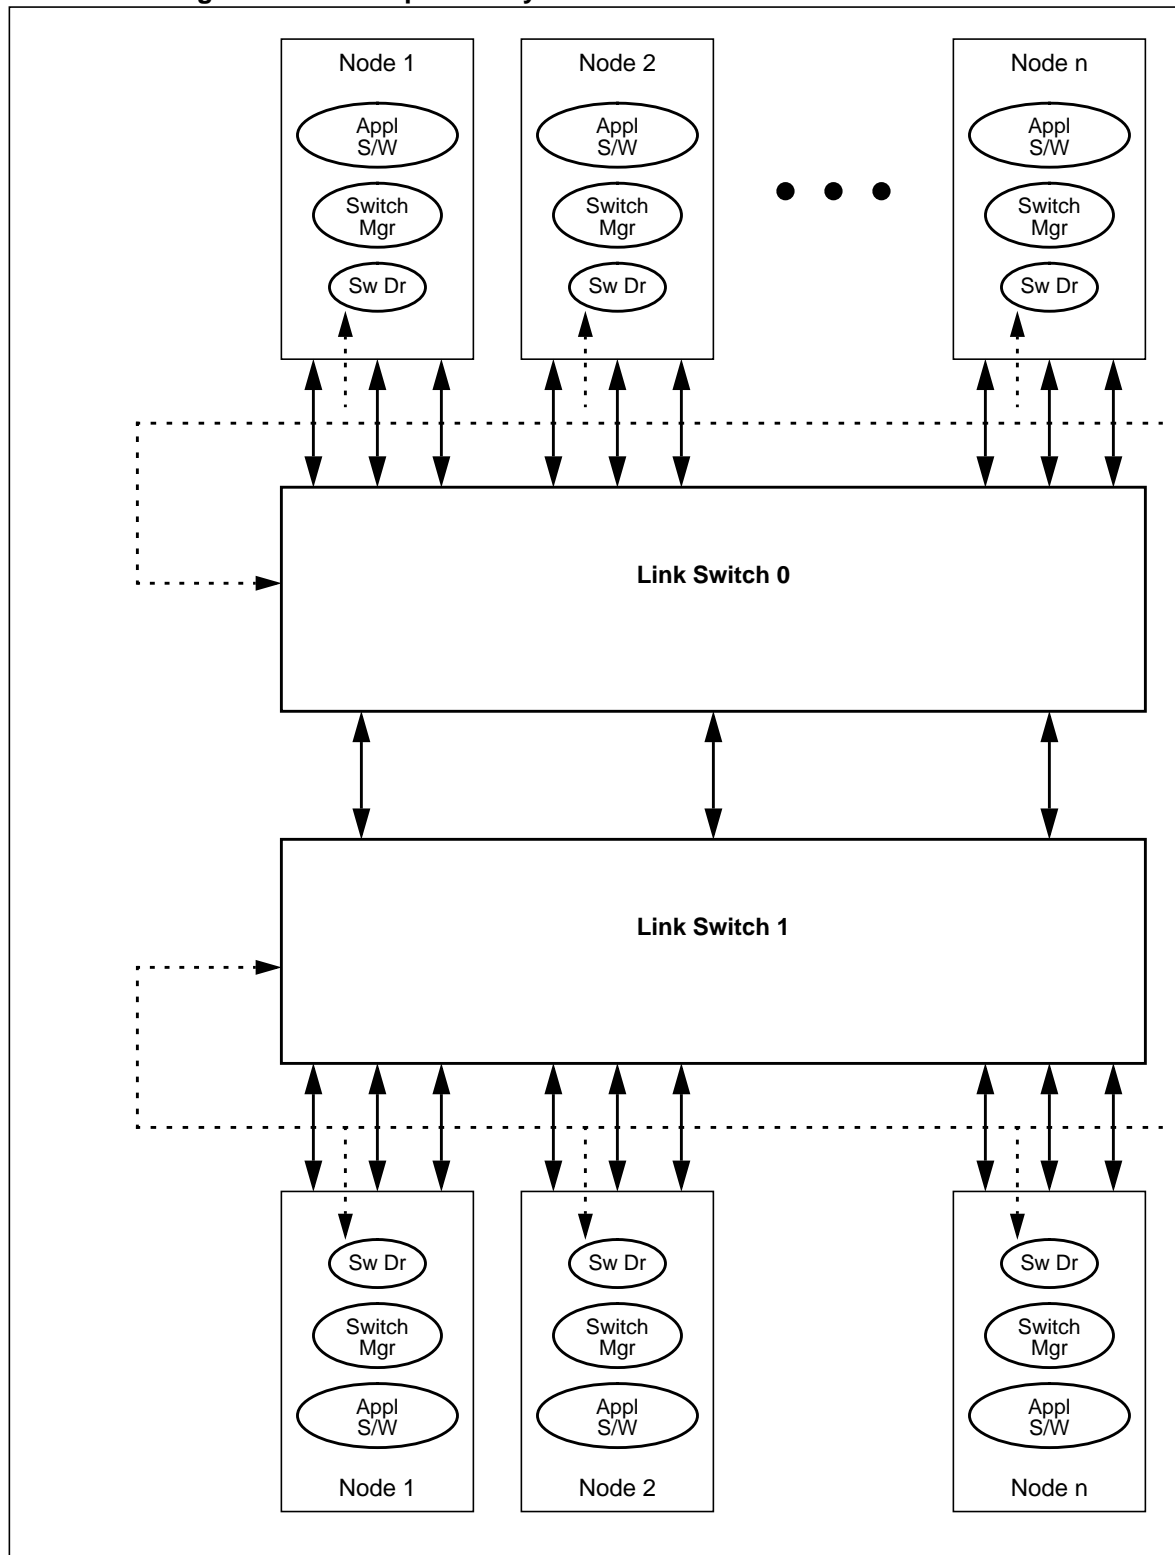 Node 1
Node 2
Node n
Appl
S/W
Appl
S/W
Appl
S/W
Switch
Mgr
Switch
Mgr
Switch
Mgr
Sw Dr
Sw Dr
Sw Dr
Link Switch 0
Link Switch 1
Sw Dr
Sw Dr
Sw Dr
Switch
Mgr
Switch
Mgr
Switch
Mgr
Appl
S/W
Appl
S/W
Appl
S/W
Node 1
Node 2
Node n